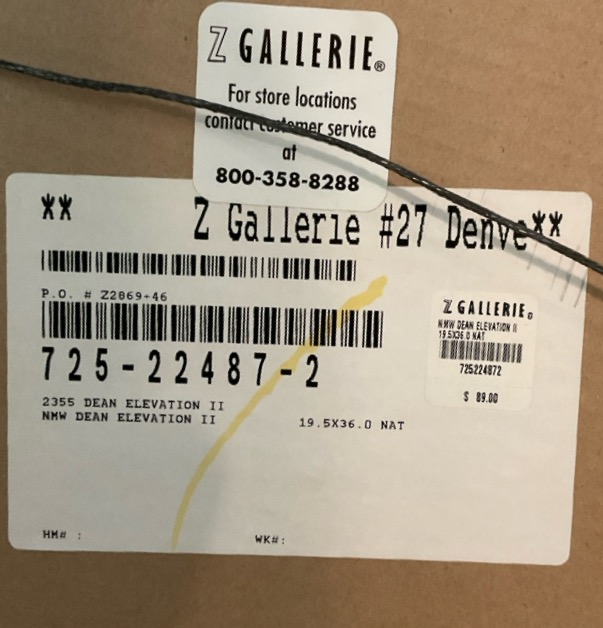 Z GALLERIE®
For store locations
contact customer service
at
800-358-8288
** Z Gallerie #27 Denve**
P.O. # Z2869+46
725-22487-2
2355 DEAN ELEVATION II
NMW DEAN ELEVATION II 19.5X36.0 NAT
HM# : WK#:
Z GALLERIE®
NMW DEAN ELEVATION II
19.5X36.0 NAT
725224872
$ 89.00